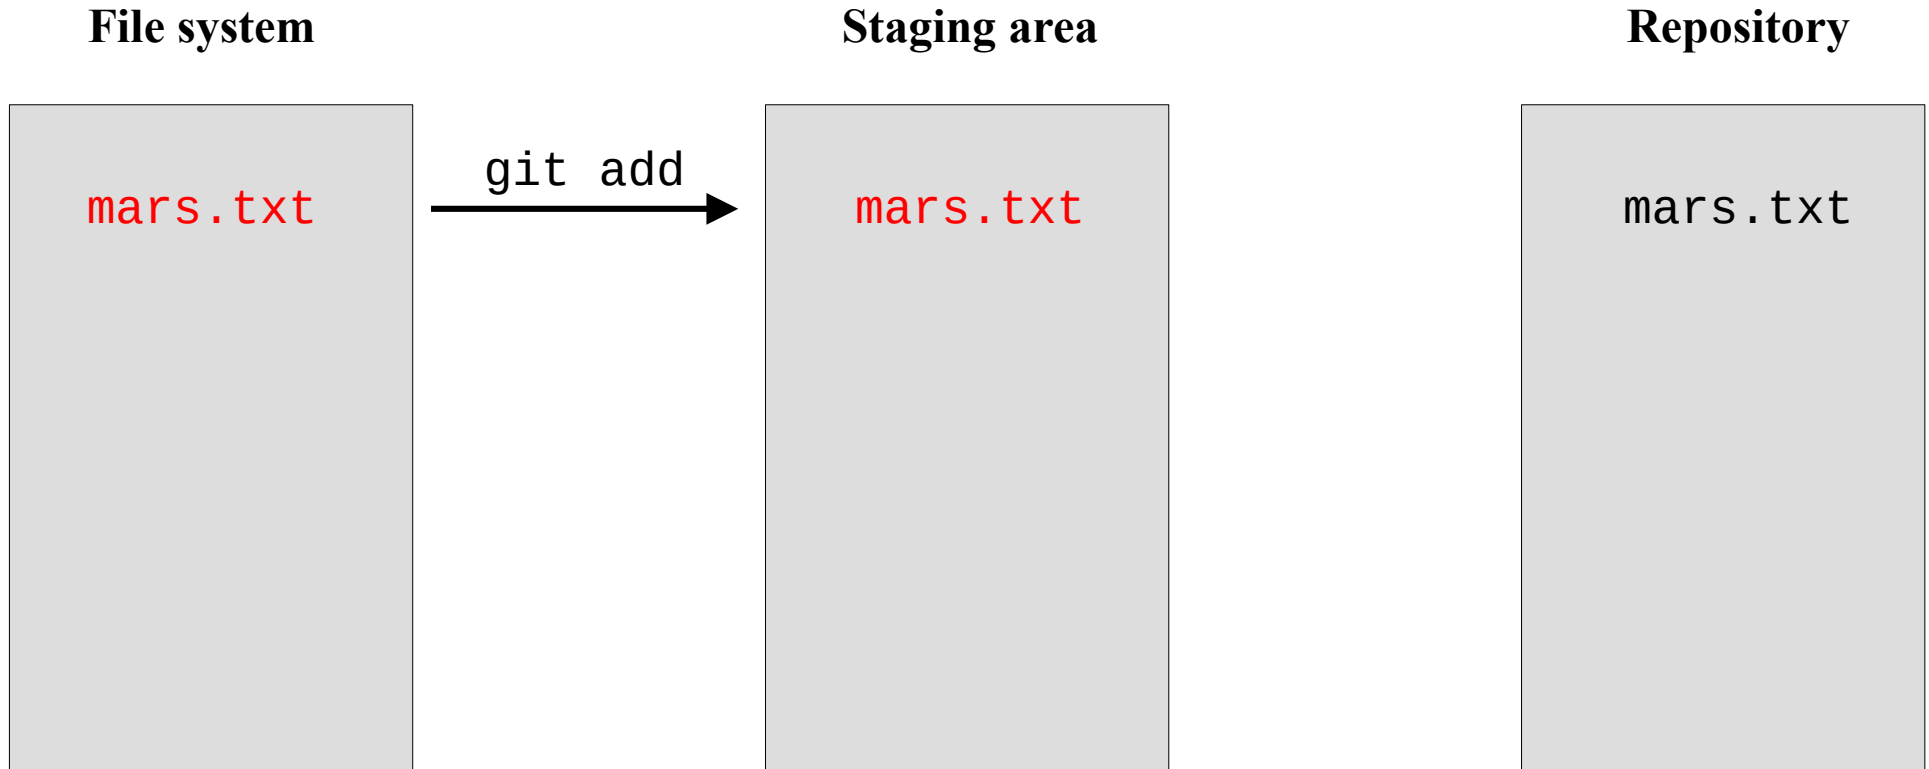 File system
Staging area
Repository
git add
mars.txt
mars.txt
mars.txt